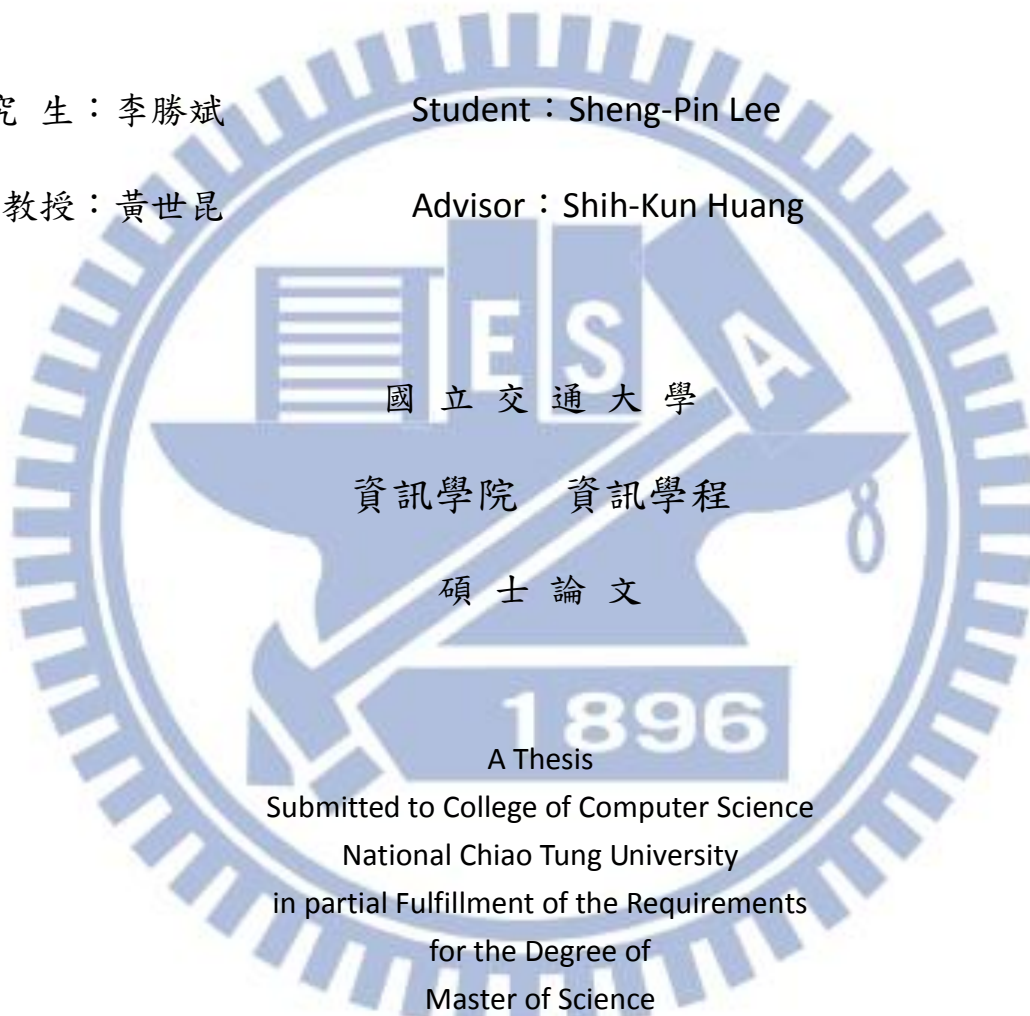 究 生：李勝斌 Student：Sheng-Pin Lee
教授：黃世昆 Advisor：Shih-Kun Huang
E S A
國 立 交 通 大 學
資訊學院 資訊學程
碩 士 論 文
1896
A Thesis
Submitted to College of Computer Science
National Chiao Tung University
in partial Fulfillment of the Requirements
for the Degree of
Master of Science